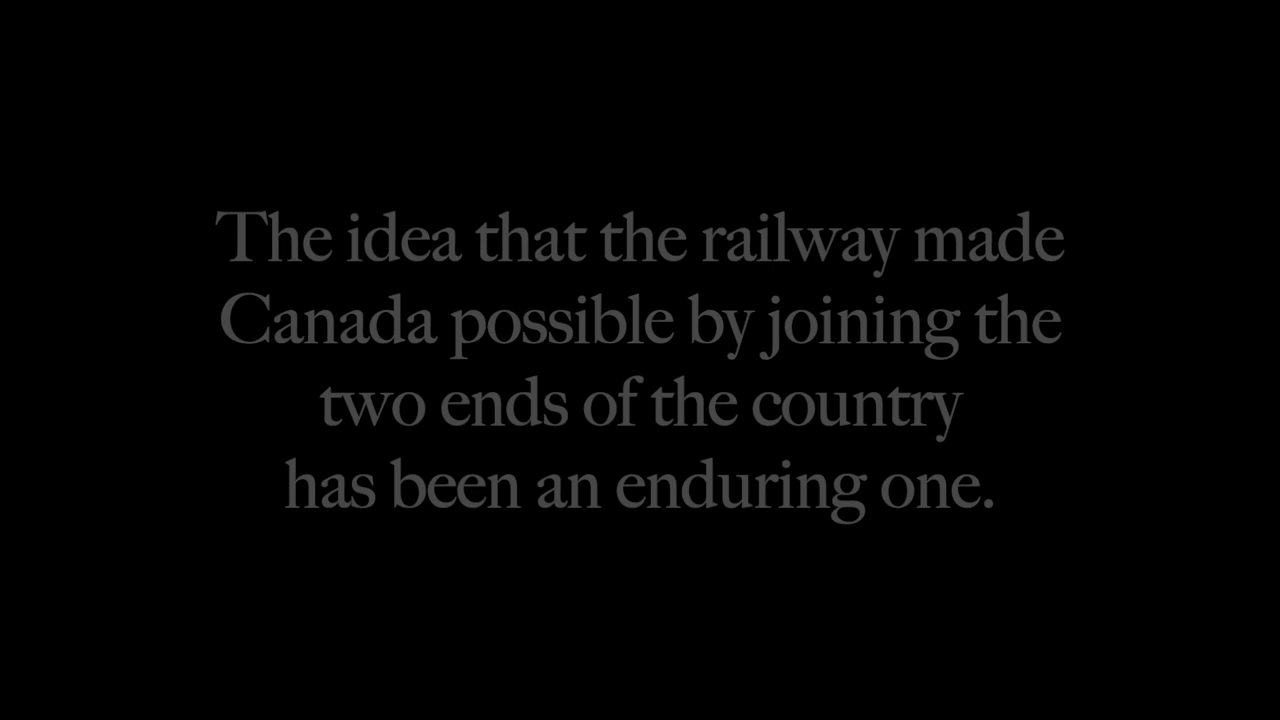 The idea that the railway made
Canada possible by joining the
two ends of the country
has been an enduring one.